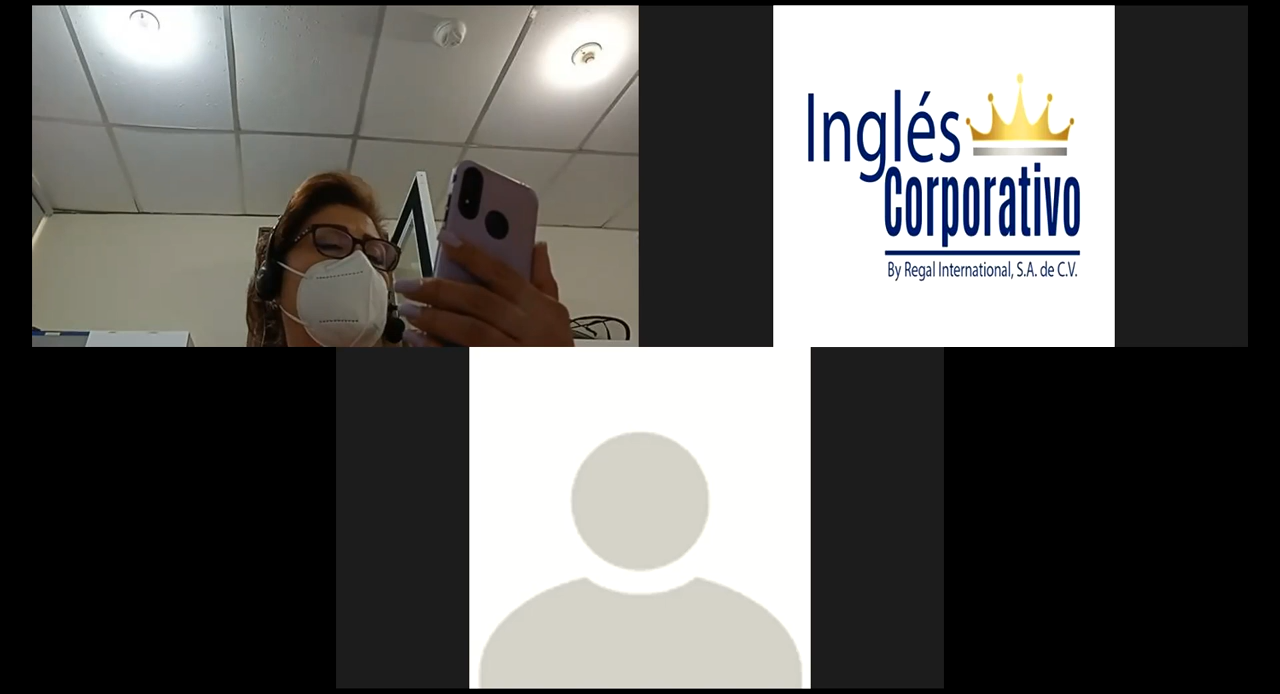 Inglés
Corporativo
By Regal International, S.A. de C.V.